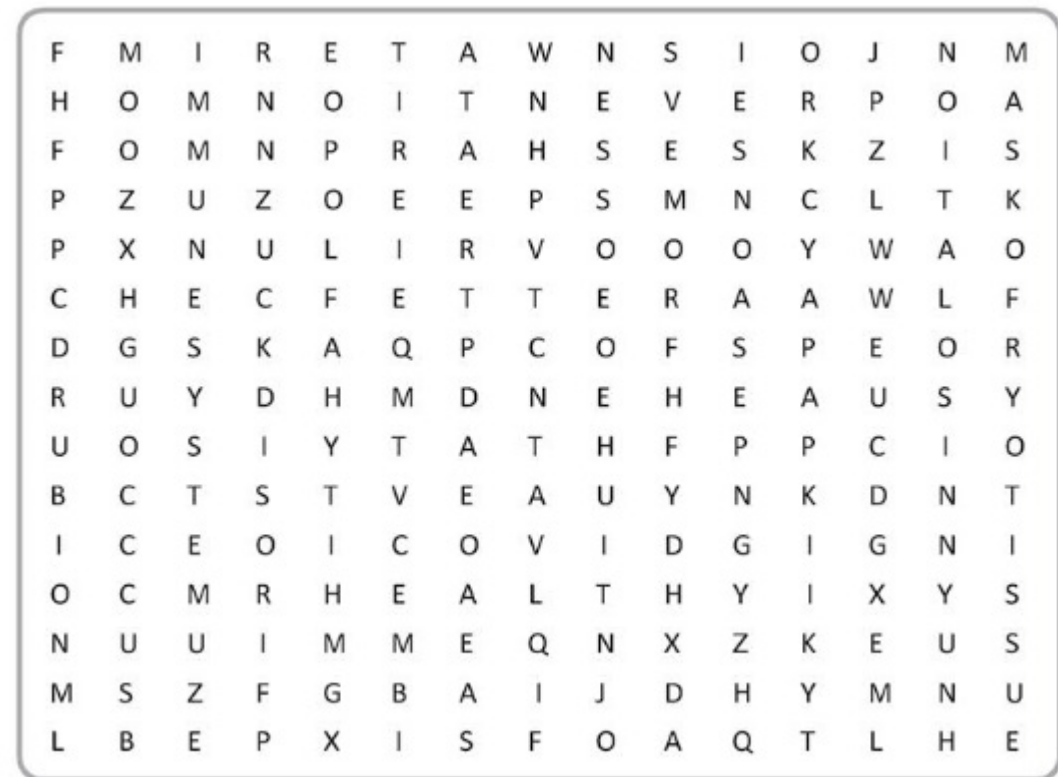 F M I R E T A W N S I O J N M
H O M N O I T N E V E R P O A
F O M N P R A H S E S K Z I S
P Z U Z O E E P S M N C L T K
P X N U L I R V O O O Y W A O
C H E C F E T T E R A A W L F
D G S K A Q P C O F S P E O R
R U Y D H M D N E H E A U S Y
U O S I Y T A T H F P P C I O
B C T S T V E A U Y N K D N T
I C E O I C O V I D G I G N I
O C M R H E A L T H Y I X Y S
N U U I M M E Q N X Z K E U S
M S Z F G B A I J D H Y M N U
L B E P X I S F O A Q T L H E